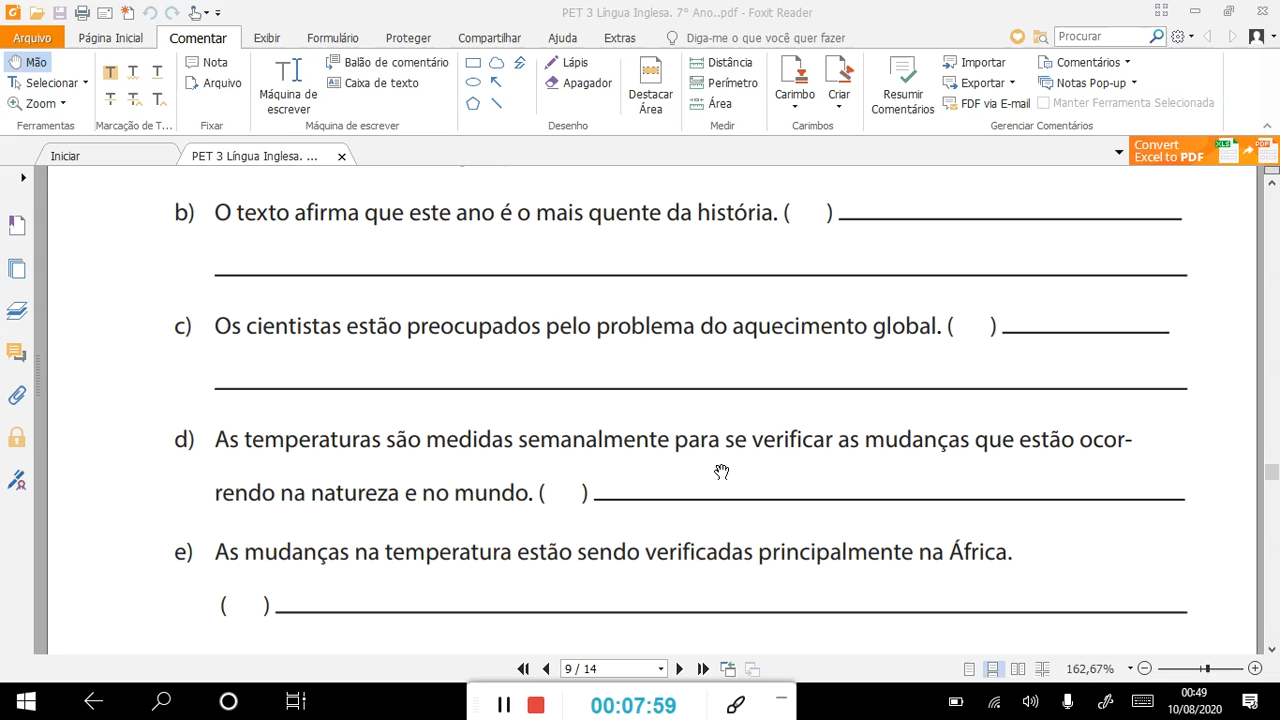 PET 3 Língua Inglesa. 7° Ano..pdf - Foxit Reader
Arquivo Página Inicial Comentar Exibir Formulário Proteger Compartilhar Ajuda Extras Diga-me o que você quer fazer Procurar
Mão Nota Balão de comentário Lápis Distância Importar Comentários
Selecionar Arquivo Caixa de texto Apagador Perímetro Exportar Notas Pop-up
Zoom Máquina de escrever Destacar Área Área Carimbo Criar Resumir Comentários FDF via E-mail Manter Ferramenta Selecionada
Ferramentas Marcação de T... Fixar Máquina de escrever Desenho Medir Carimbos Gerenciar Comentários
Iniciar PET 3 Língua Inglesa. ... Convert Excel to PDF
b) O texto afirma que este ano é o mais quente da história. ( )
c) Os cientistas estão preocupados pelo problema do aquecimento global. ( )
d) As temperaturas são medidas semanalmente para se verificar as mudanças que estão ocor-
rendo na natureza e no mundo. ( )
e) As mudanças na temperatura estão sendo verificadas principalmente na África.
( )
9 / 14 162,67%
00:07:59
00:49
10/08/2020